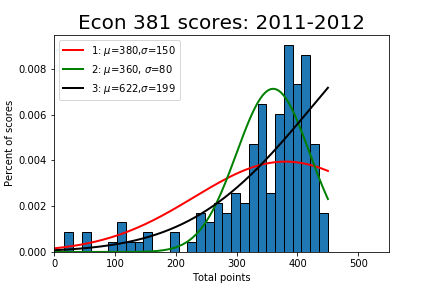 Econ 381 scores: 2011-2012
1: μ=380,σ=150
2: μ=360, σ=80
3: μ=622,σ=199
0.008
0.006
0.004
0.002
0.000
Percent of scores
0 100 200 300 400 500
Total points